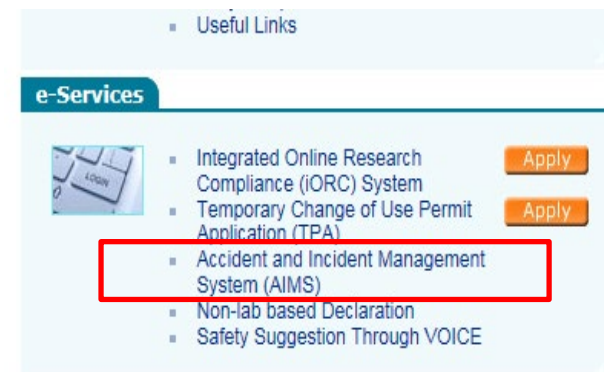 Useful Links
e-Services
Integrated Online Research
Apply
Compliance (iORC) System
Temporary Change of Use Permit
Apply
Application (TPA)
Accident and Incident Management
System (AIMS)
Non-lab based Declaration
Safety Suggestion Through VOICE
LOGIN